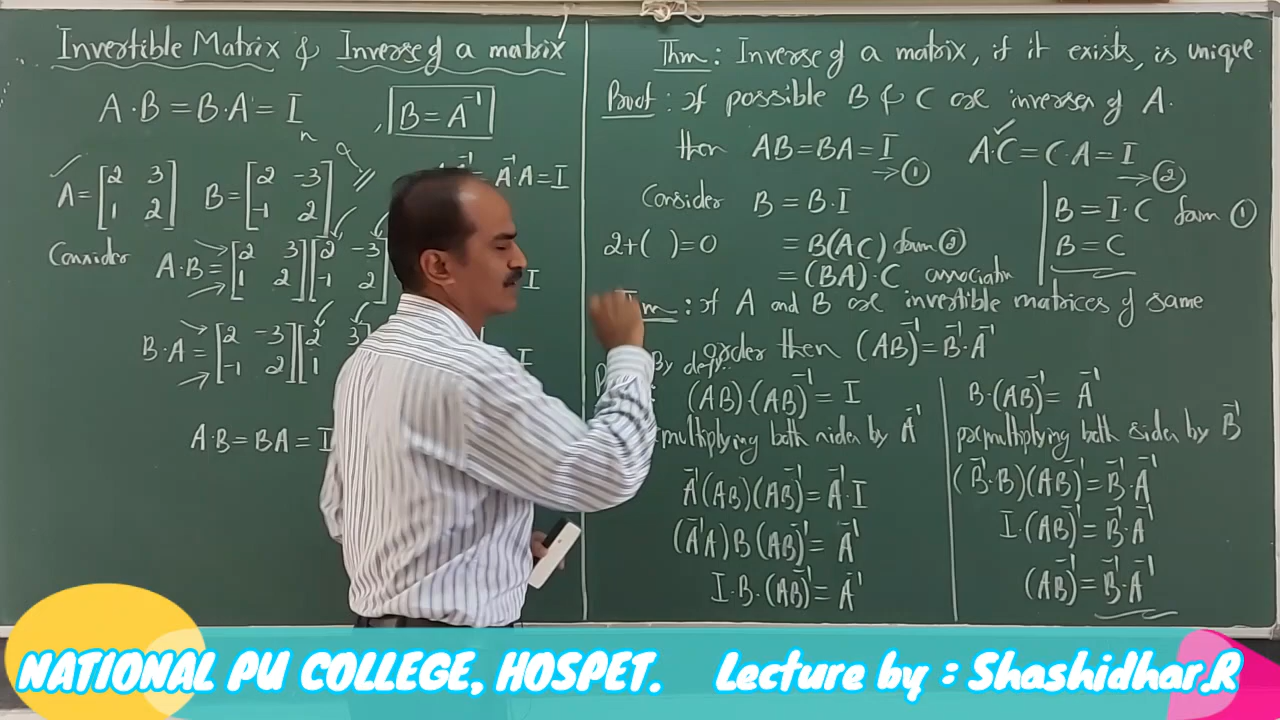 Invertible Matrix & Inverse of a matrix
A·B = B·A = Iₙ , B = A⁻¹
A⁻¹·A = I
A = [2 3; 1 2] B = [2 -3; -1 2]
Consider A·B = [2 3; 1 2][2 -3; -1 2] I
B·A = [2 -3; -1 2][2 3; 1 I
A·B = BA = I
Thm: Inverse of a matrix, if it exists, is unique
Proof: If possible B & C are inverses of A.
then AB = BA = I → ① A·C = C·A = I → ②
Consider B = B·I
2+( )=0 = B(AC) from ②
= (BA)·C associativ
B = I·C from ①
B = C
Thm: If A and B are invertible matrices of same
order then (AB)⁻¹ = B⁻¹·A⁻¹
By defn.
(AB)·(AB)⁻¹ = I
multiplying both sides by A⁻¹
A⁻¹(AB)(AB)⁻¹ = A⁻¹·I
(A⁻¹A)B(AB)⁻¹ = A⁻¹
I·B·(AB)⁻¹ = A⁻¹
B·(AB)⁻¹ = A⁻¹
premultiplying both sides by B⁻¹
(B⁻¹·B)(AB)⁻¹ = B⁻¹·A⁻¹
I·(AB)⁻¹ = B⁻¹·A⁻¹
(AB)⁻¹ = B⁻¹·A⁻¹
NATIONAL PU COLLEGE, HOSPET. Lecture by : Shashidhar.R